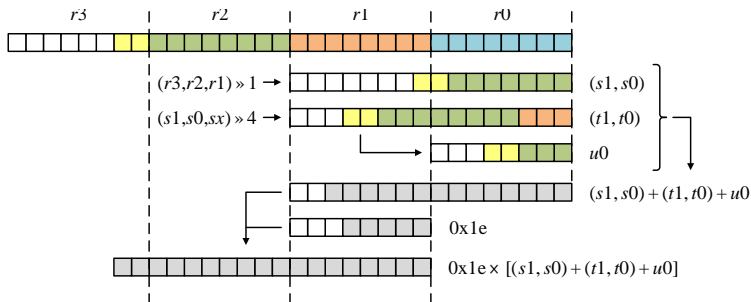 r3 r2 r1 r0
(r3,r2,r1) » 1 (s1, s0)
(s1,s0,sx) » 4 (t1, t0)
u0
(s1, s0) + (t1, t0) + u0
0x1e
0x1e × [(s1, s0) + (t1, t0) + u0]